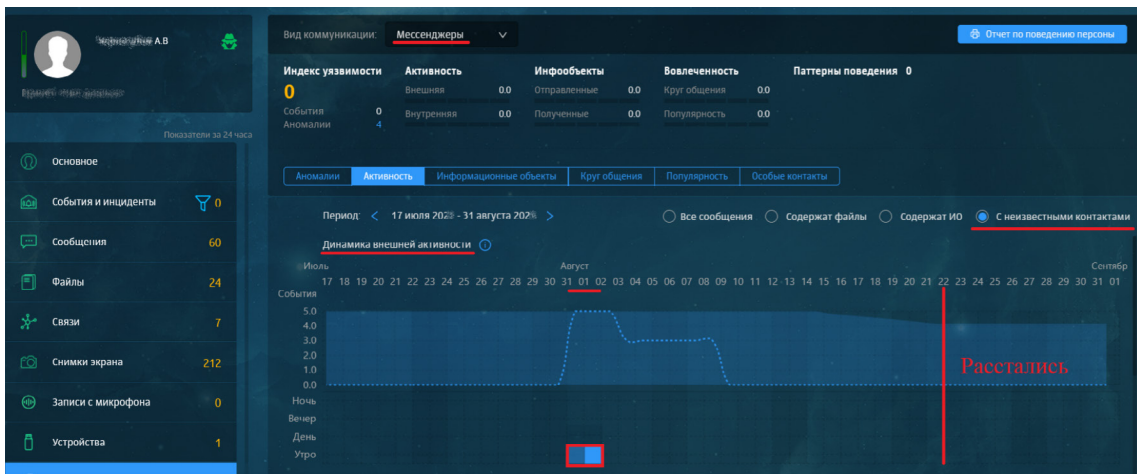 А.В
Показатели за 24 часа
Основное
События и инциденты 0
Сообщения 60
Файлы 24
Связи 7
Снимки экрана 212
Записи с микрофона 0
Устройства 1
Вид коммуникации: Мессенджеры
Отчет по поведению персоны
Индекс уязвимости Активность Инфообъекты Вовлеченность Паттерны поведения 0
0 Внешняя 0.0 Отправленные 0.0 Круг общения 0.0
События 0 Внутренняя 0.0 Полученные 0.0 Популярность 0.0
Аномалии 4
Аномалии Активность Информационные объекты Круг общения Популярность Особые контакты
Период: < 17 июля - 31 августа > Все сообщения Содержат файлы Содержат ИО С неизвестными контактами
Динамика внешней активности
Июль Август Сентябр
17 18 19 20 21 22 23 24 25 26 27 28 29 30 31 01 02 03 04 05 06 07 08 09 10 11 12 13 14 15 16 17 18 19 20 21 22 23 24 25 26 27 28 29 30 31 01
События
5.0
4.0
3.0
2.0
1.0
0.0
Расстались
Ночь
Вечер
День
Утро